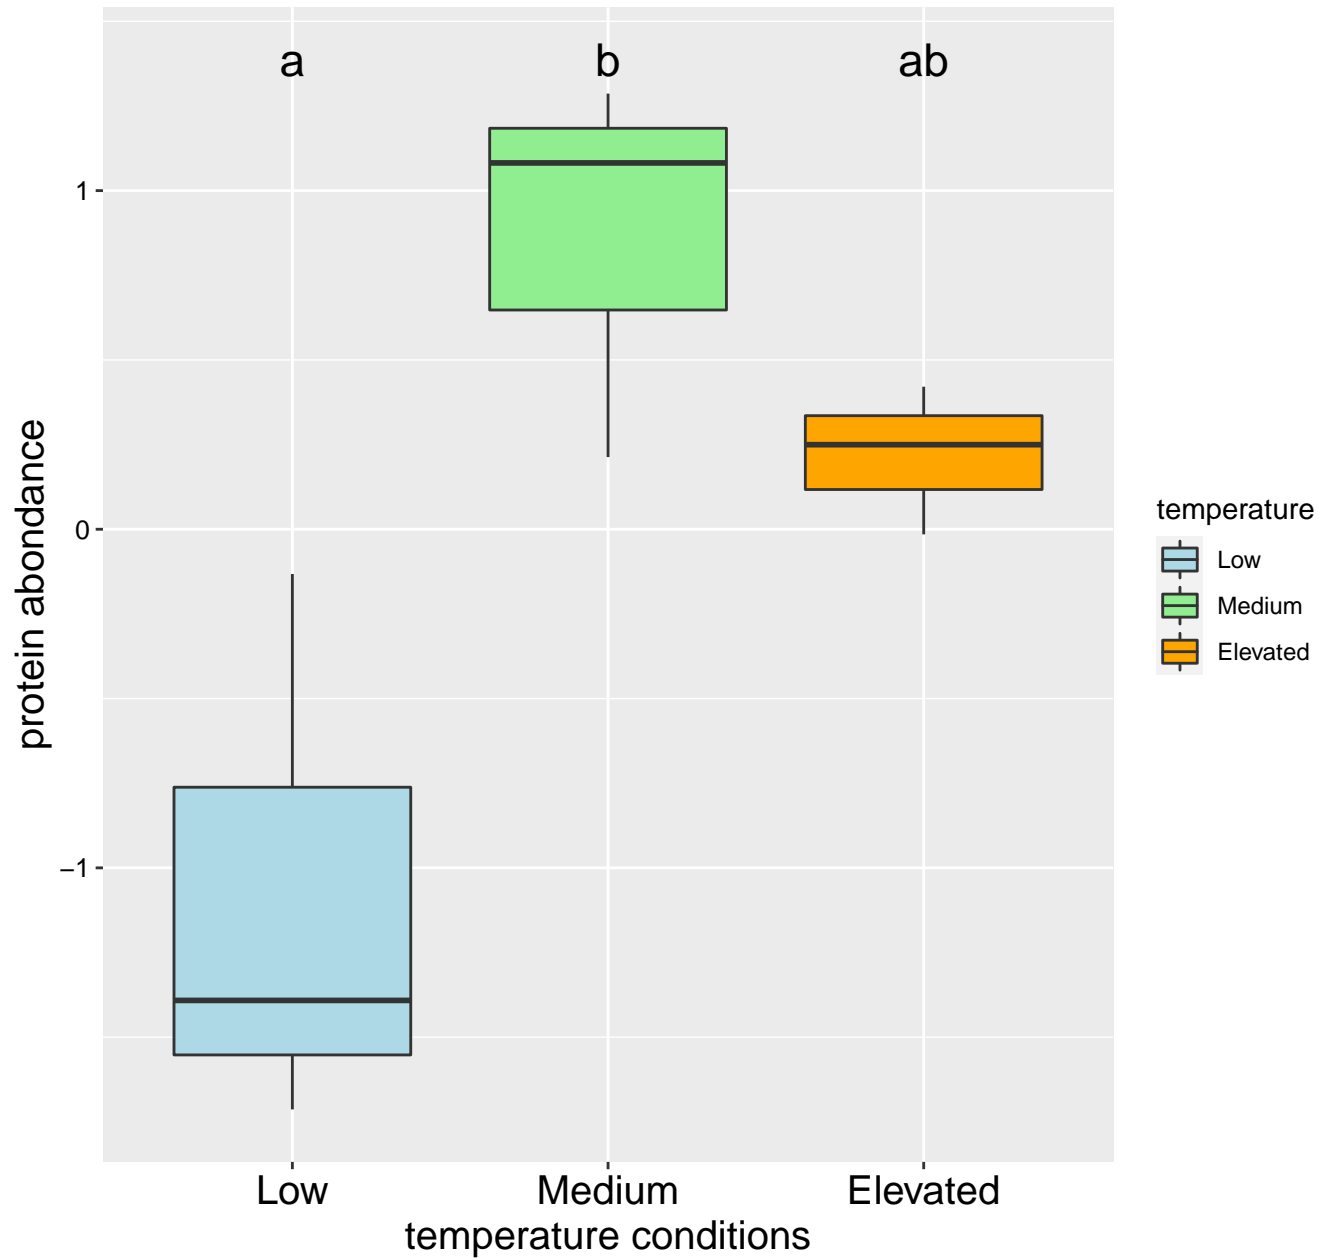 a b ab
1
0
−1
protein abondance
Low Medium Elevated
temperature conditions
temperature
Low
Medium
Elevated